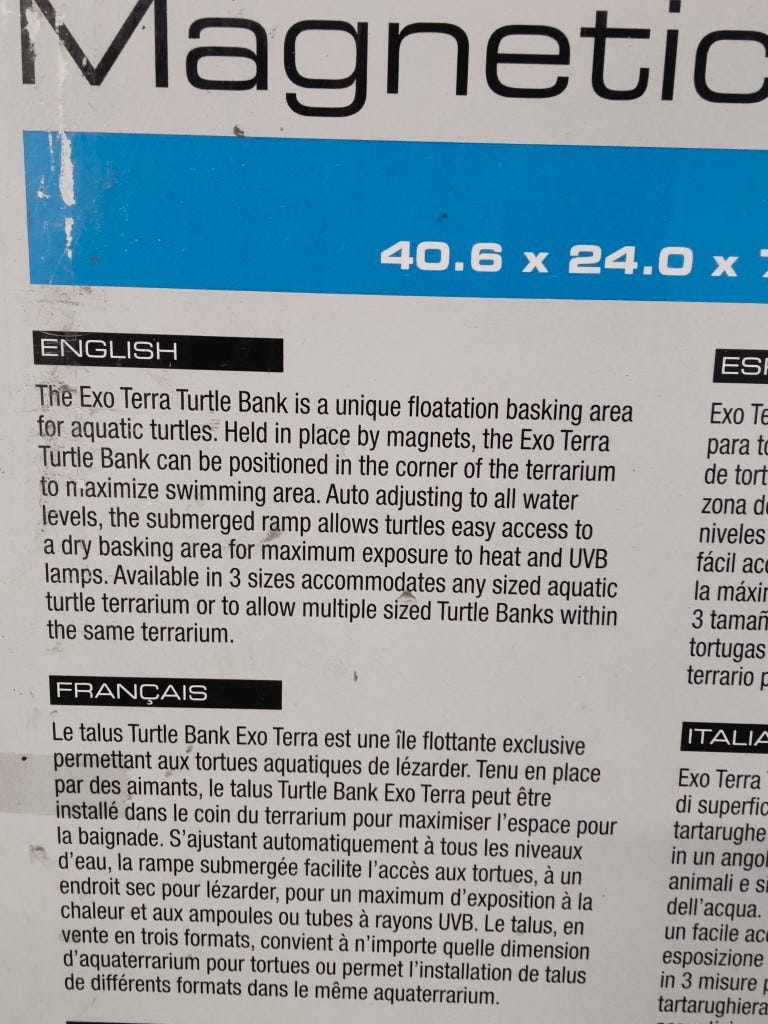 Magnetic
40.6 x 24.0 x
ENGLISH
The Exo Terra Turtle Bank is a unique floatation basking area
for aquatic turtles. Held in place by magnets, the Exo Terra
Turtle Bank can be positioned in the corner of the terrarium
to maximize swimming area. Auto adjusting to all water
levels, the submerged ramp allows turtles easy access to
a dry basking area for maximum exposure to heat and UVB
lamps. Available in 3 sizes accommodates any sized aquatic
turtle terrarium or to allow multiple sized Turtle Banks within
the same terrarium.
FRANÇAIS
Le talus Turtle Bank Exo Terra est une île flottante exclusive
permettant aux tortues aquatiques de lézarder. Tenu en place
par des aimants, le talus Turtle Bank Exo Terra peut être
installé dans le coin du terrarium pour maximiser l'espace pour
la baignade. S'ajustant automatiquement à tous les niveaux
d'eau, la rampe submergée facilite l'accès aux tortues, à un
endroit sec pour lézarder, pour un maximum d'exposition à la
chaleur et aux ampoules ou tubes à rayons UVB. Le talus, en
vente en trois formats, convient à n'importe quelle dimension
d'aquaterrarium pour tortues ou permet l'installation de talus
de différents formats dans le même aquaterrarium.
ESP
Exo Te
para to
de tort
zona de
niveles
fácil acc
la máxir
3 tamañ
tortugas
terrario p
ITALIA
Exo Terra
di superfic
tartarughe
in un angol
animali e si
dell'acqua.
un facile acc
esposizione
in 3 misure p
tartarughiera